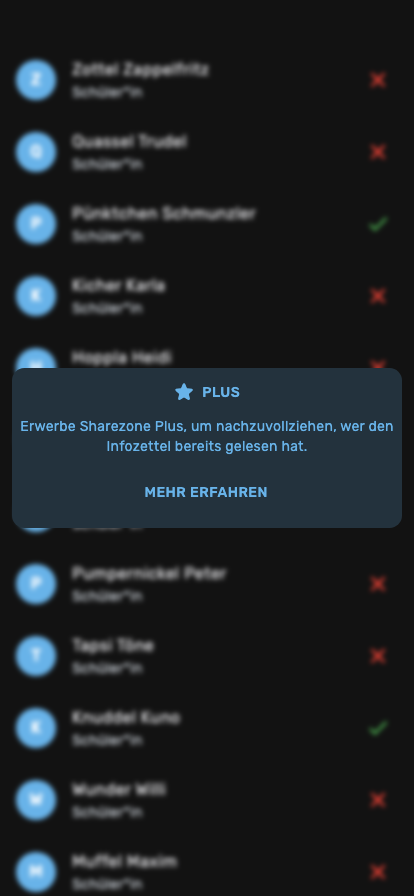 Z
Zottel Zappelfritz
Schüler*in
Q
Quassel Trudel
Schüler*in
P
Pünktchen Schmunzler
Schüler*in
K
Kicher Karla
Schüler*in
Hoppla Heidi
PLUS
Erwerbe Sharezone Plus, um nachzuvollziehen, wer den
Infozettel bereits gelesen hat.
MEHR ERFAHREN
P
Pumpernickel Peter
Schüler*in
T
Tapsi Töne
Schüler*in
K
Knuddel Kuno
Schüler*in
W
Wunder Willi
Schüler*in
M
Muffel Maxim
Schüler*in